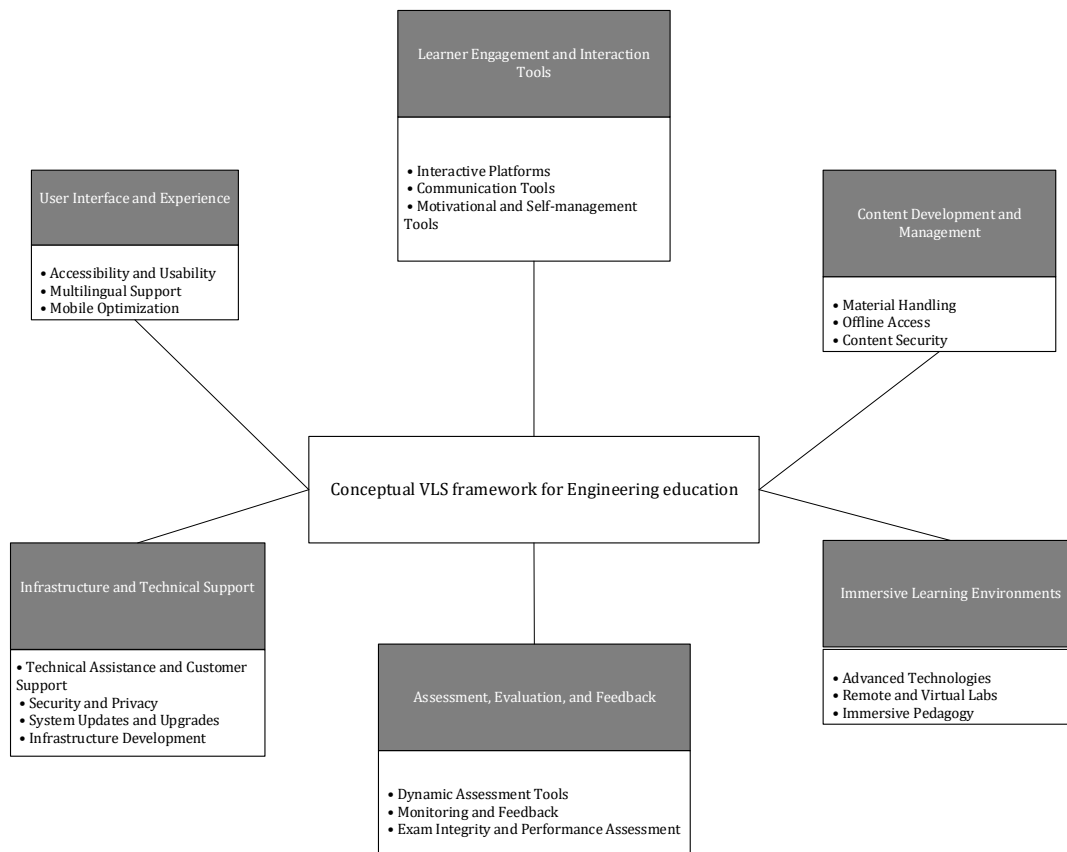 Learner Engagement and Interaction
Tools
• Interactive Platforms
• Communication Tools
• Motivational and Self-management
Tools
User Interface and Experience
• Accessibility and Usability
• Multilingual Support
• Mobile Optimization
Content Development and
Management
• Material Handling
• Offline Access
• Content Security
Conceptual VLS framework for Engineering education
Infrastructure and Technical Support
• Technical Assistance and Customer
Support
• Security and Privacy
• System Updates and Upgrades
• Infrastructure Development
Assessment, Evaluation, and Feedback
• Dynamic Assessment Tools
• Monitoring and Feedback
• Exam Integrity and Performance Assessment
Immersive Learning Environments
• Advanced Technologies
• Remote and Virtual Labs
• Immersive Pedagogy